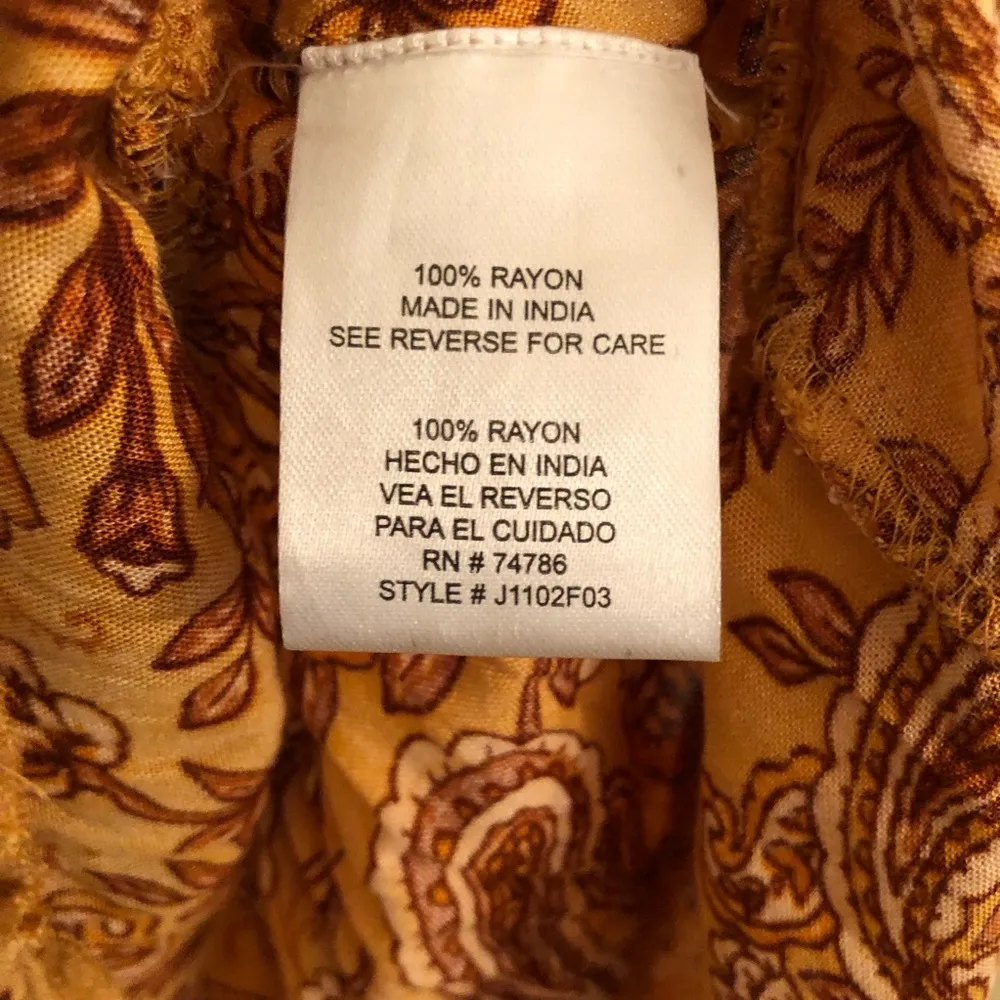 100% RAYON
MADE IN INDIA
SEE REVERSE FOR CARE
100% RAYON
HECHO EN INDIA
VEA EL REVERSO
PARA EL CUIDADO
RN # 74786
STYLE # J1102F03